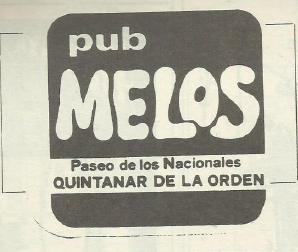 pub
MELOS
Paseo de los Nacionales
QUINTANAR DE LA ORDEN